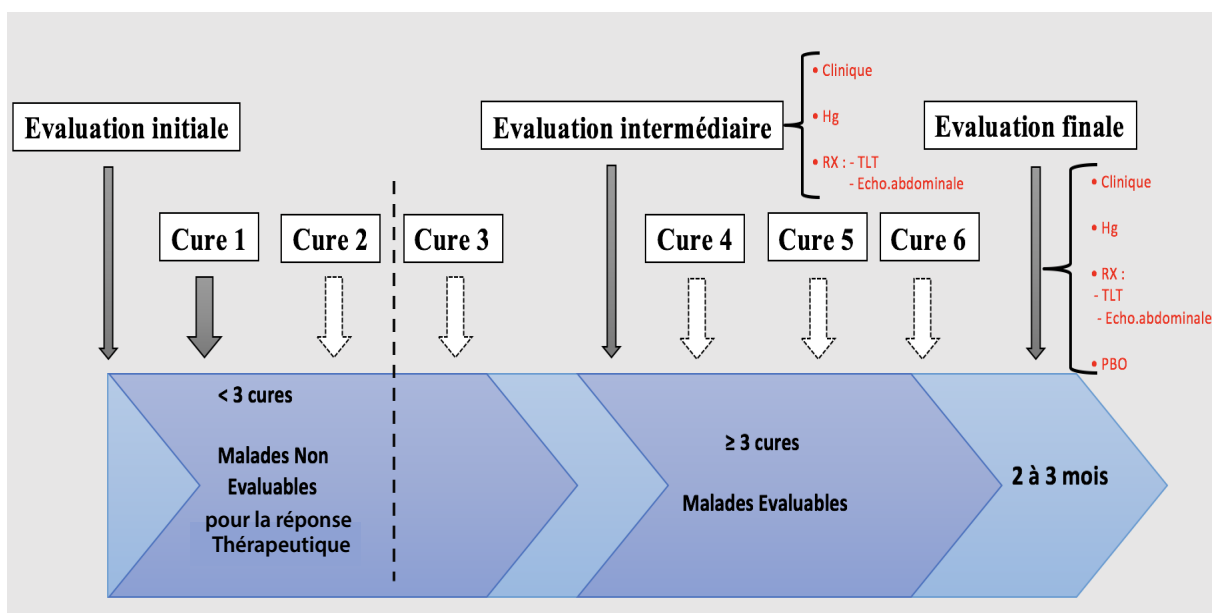 Evaluation initiale
Evaluation intermédiaire
• Clinique
• Hg
• RX : - TLT
- Echo.abdominale
Evaluation finale
• Clinique
• Hg
• RX :
- TLT
- Echo.abdominale
• PBO
Cure 1
Cure 2
Cure 3
Cure 4
Cure 5
Cure 6
< 3 cures
Malades Non
Evaluables
pour la réponse
Thérapeutique
≥ 3 cures
Malades Evaluables
2 à 3 mois